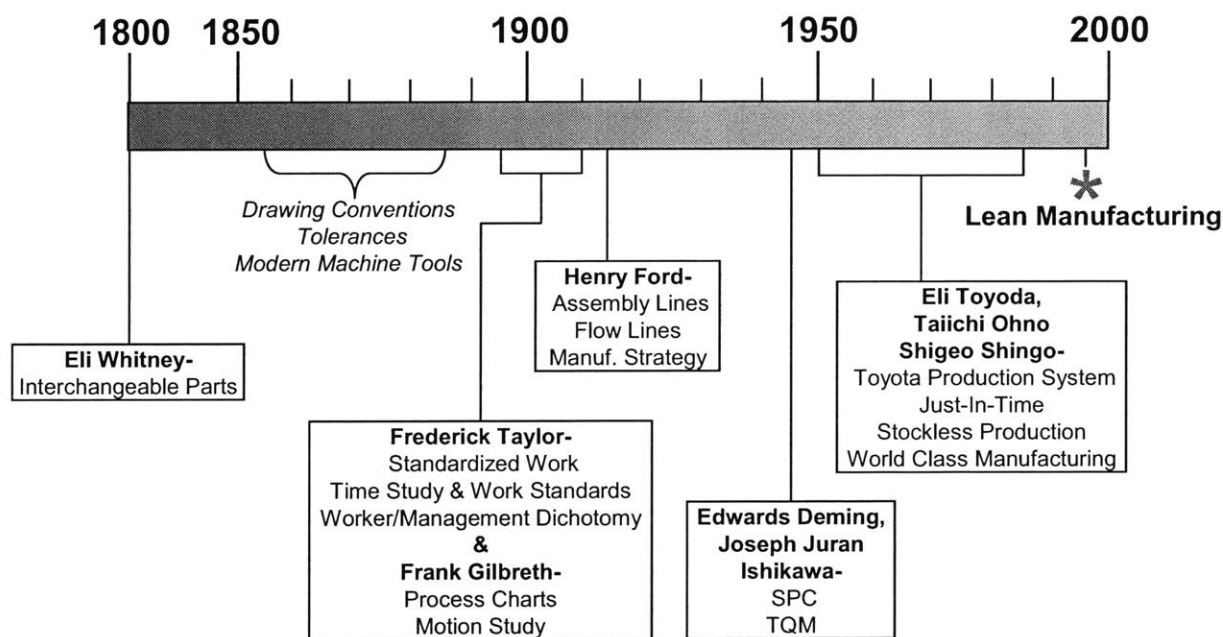 1800
1850
1900
1950
2000
Drawing Conventions
Tolerances
Modern Machine Tools
Lean Manufacturing
Eli Whitney-
Interchangeable Parts
Henry Ford-
Assembly Lines
Flow Lines
Manuf. Strategy
Eli Toyoda,
Taiichi Ohno
Shigeo Shingo-
Toyota Production System
Just-In-Time
Stockless Production
World Class Manufacturing
Frederick Taylor-
Standardized Work
Time Study & Work Standards
Worker/Management Dichotomy
&
Frank Gilbreth-
Process Charts
Motion Study
Edwards Deming,
Joseph Juran
Ishikawa-
SPC
TQM